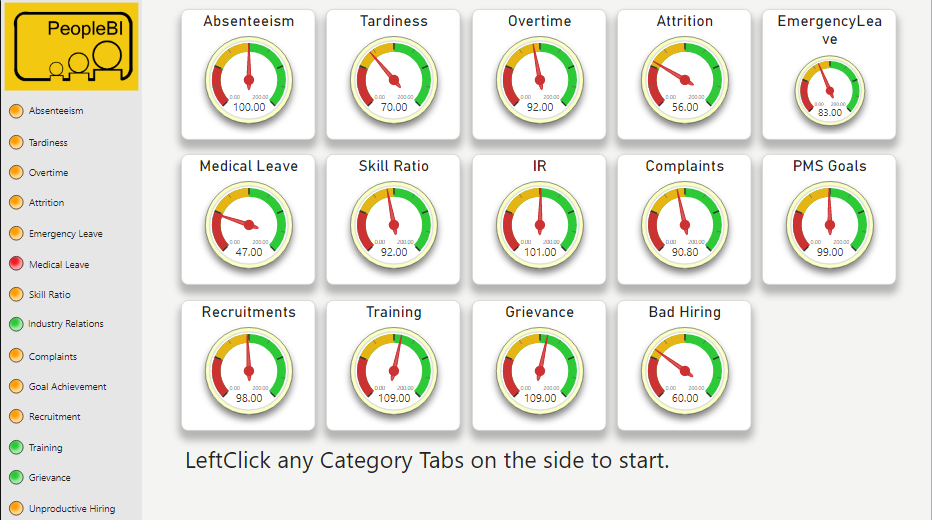 PeopleBI
Absenteeism
Tardiness
Overtime
Attrition
Emergency Leave
Medical Leave
Skill Ratio
Industry Relations
Complaints
Goal Achievement
Recruitment
Training
Grievance
Unproductive Hiring
Absenteeism
0.00 200.00
100.00
Tardiness
0.00 200.00
70.00
Overtime
0.00 200.00
92.00
Attrition
0.00 200.00
56.00
EmergencyLea
ve
0.00 200.00
83.00
Medical Leave
0.00 200.00
47.00
Skill Ratio
0.00 200.00
92.00
IR
0.00 200.00
101.00
Complaints
0.00 200.00
90.80
PMS Goals
0.00 200.00
99.00
Recruitments
0.00 200.00
98.00
Training
0.00 200.00
109.00
Grievance
0.00 200.00
109.00
Bad Hiring
0.00 200.00
60.00
LeftClick any Category Tabs on the side to start.